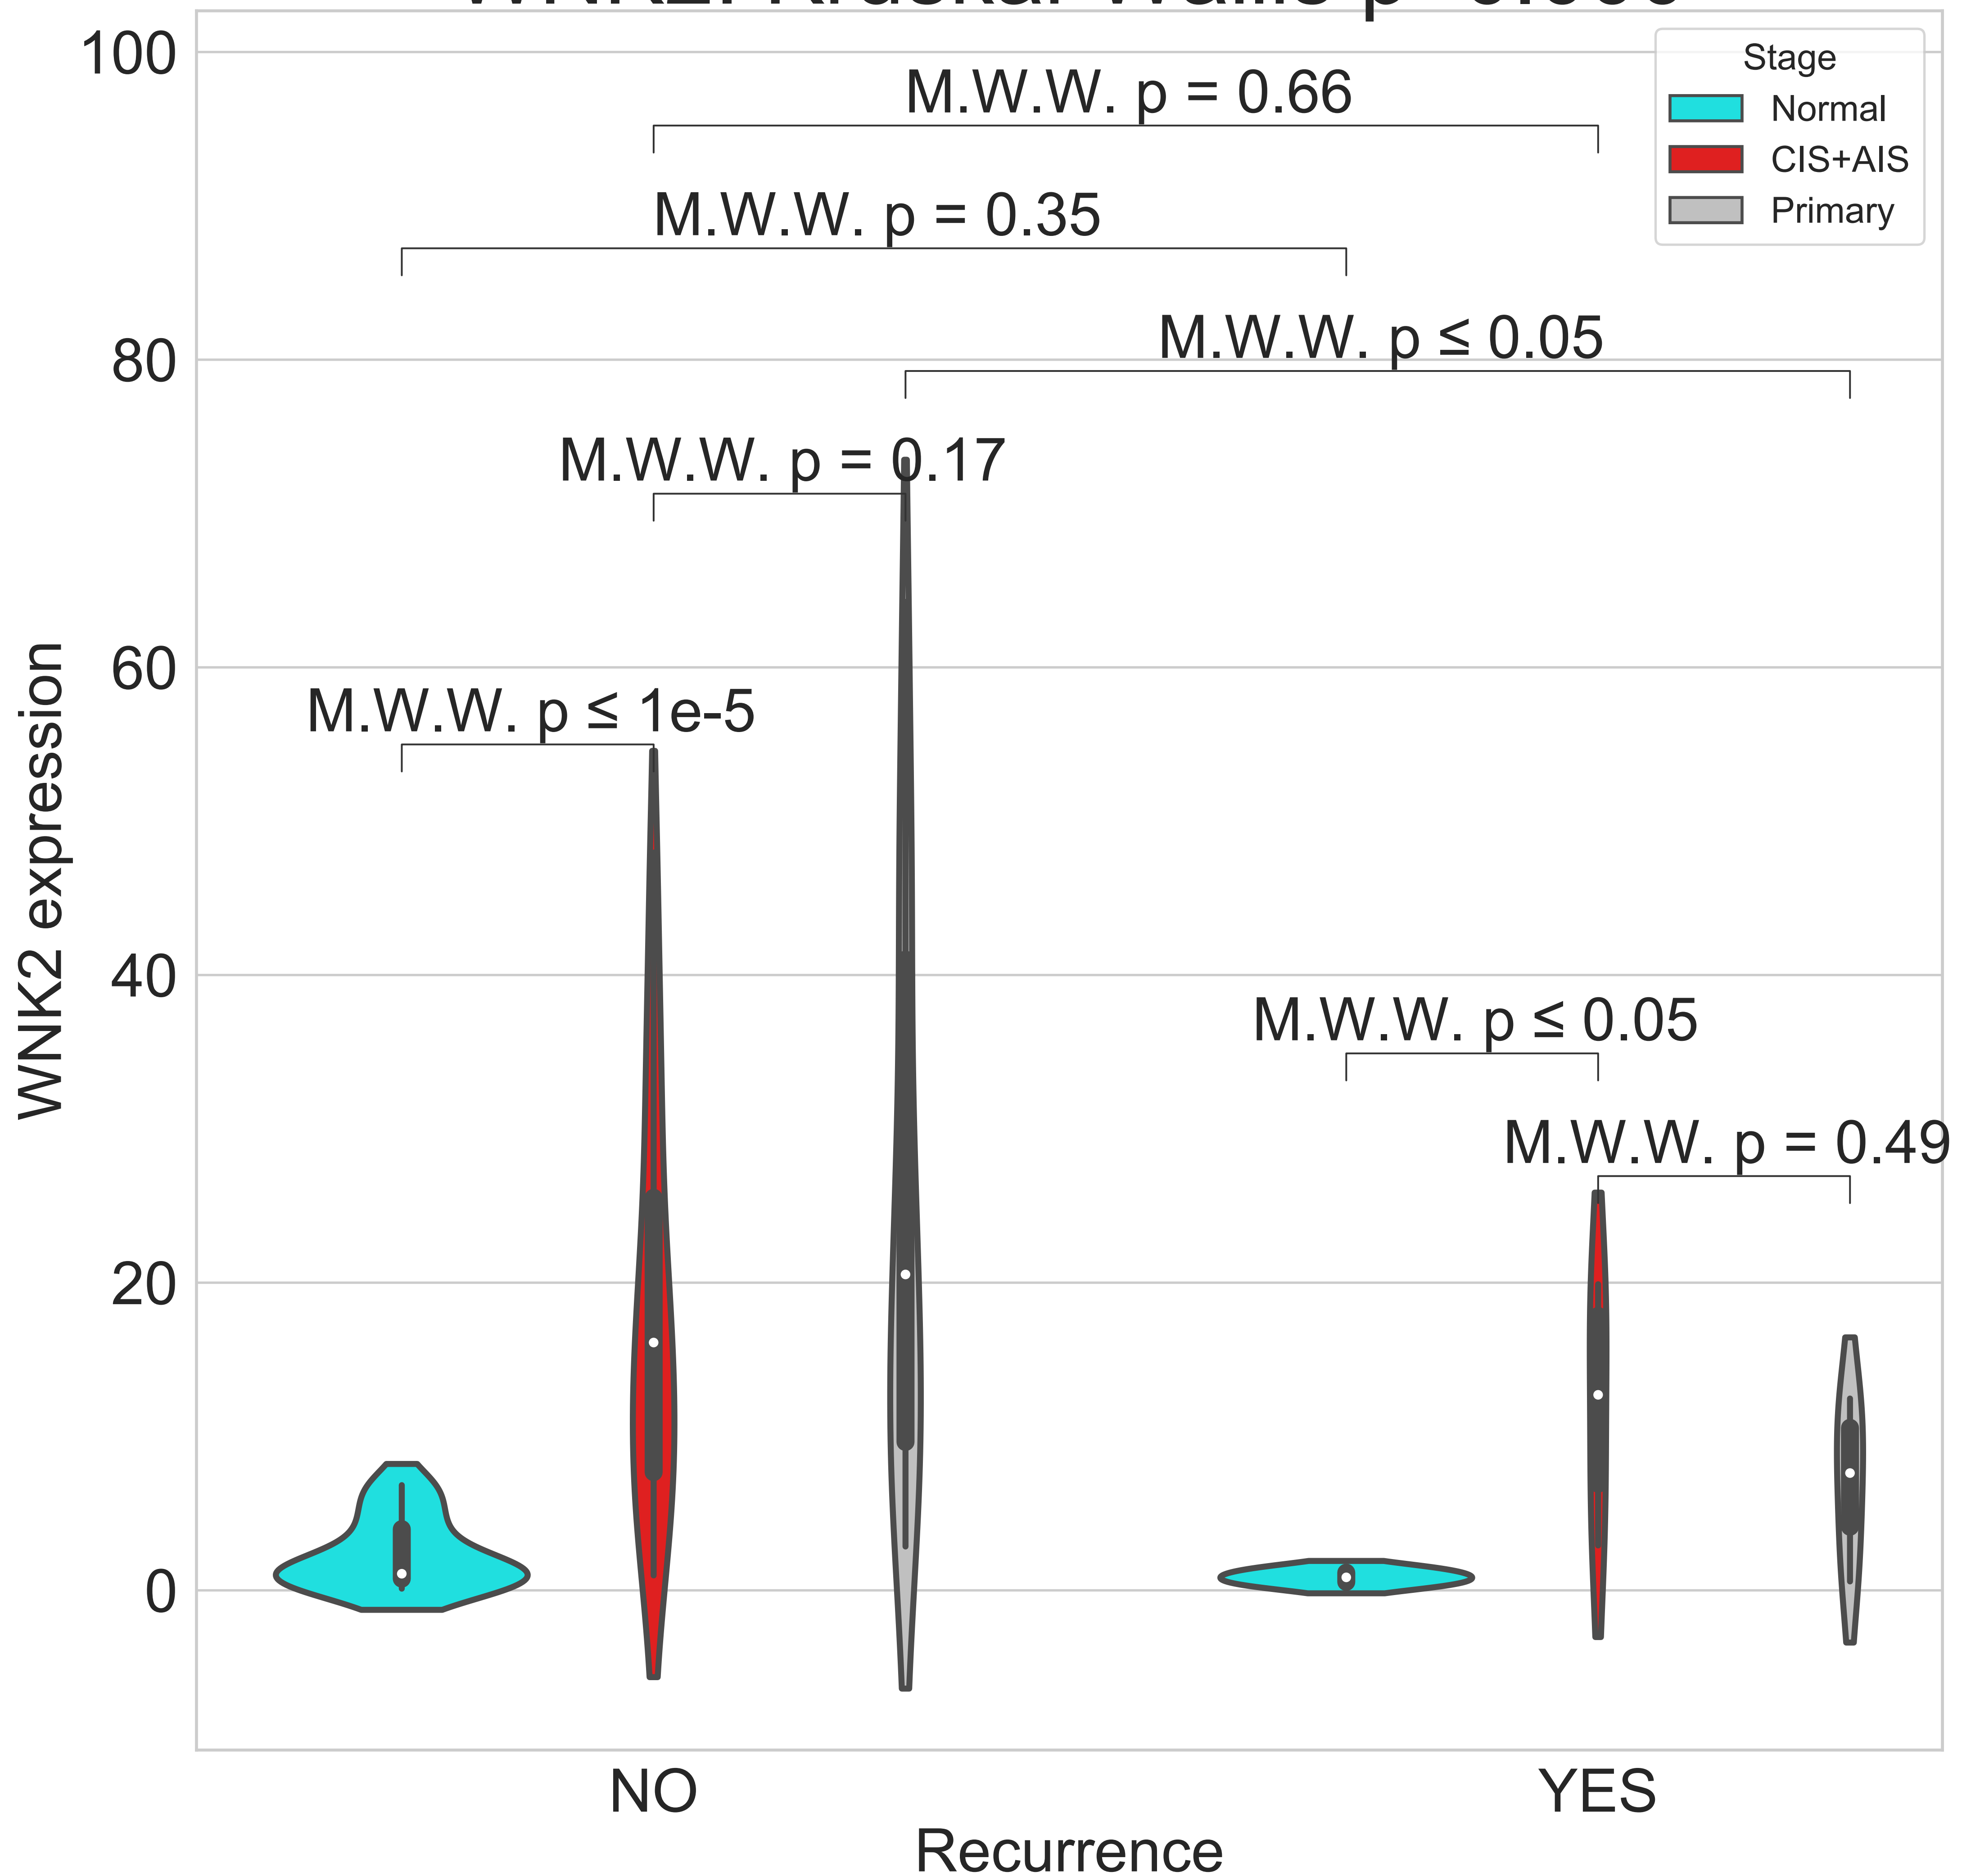 100
Stage
Normal
CIS+AIS
Primary
M.W.W. p = 0.66
M.W.W. p = 0.35
M.W.W. p ≤ 0.05
80
M.W.W. p = 0.17
60
M.W.W. p ≤ 1e-5
WNK2 expression
40
M.W.W. p ≤ 0.05
M.W.W. p = 0.49
20
0
NO
YES
Recurrence